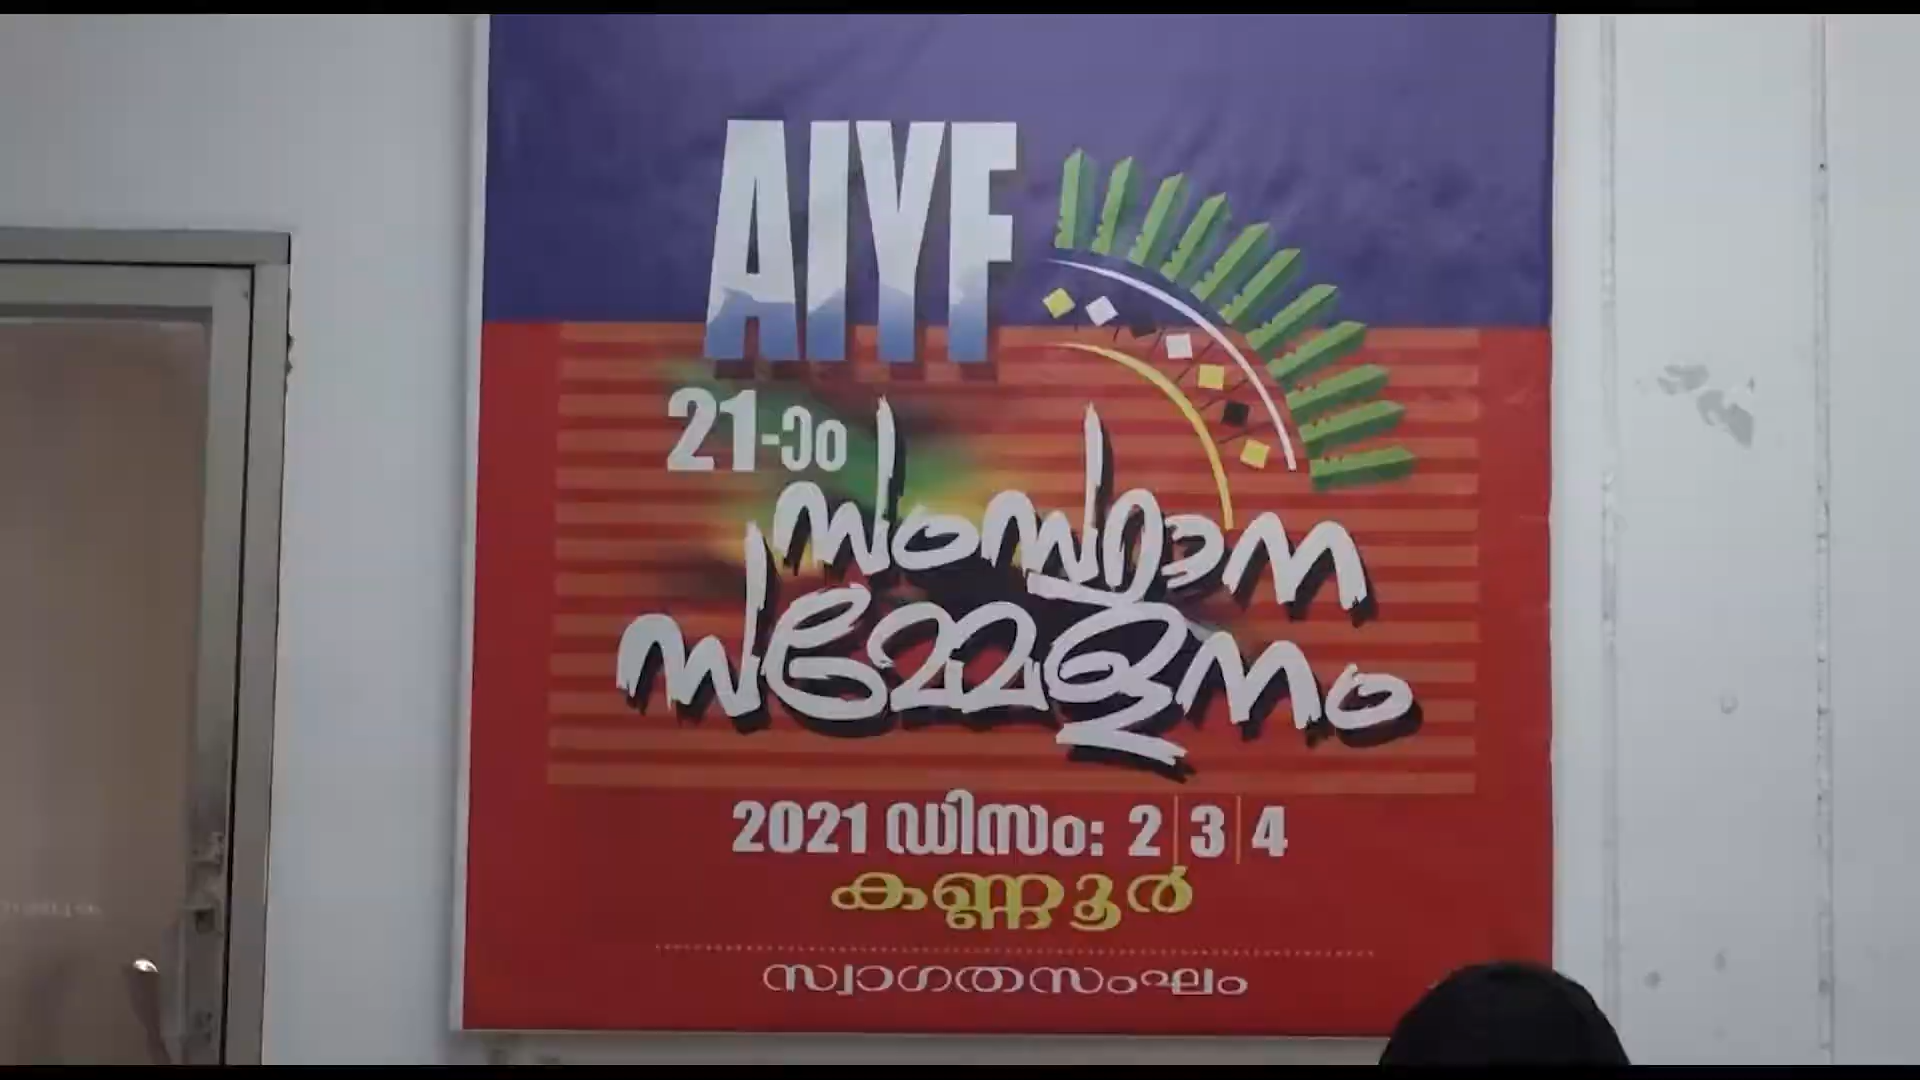 AIYF
21-ാം
സംസ്ഥാന
സമ്മേളനം
2021 ഡിസം: 2|3|4
കണ്ണൂർ
സ്വാഗതസംഘം